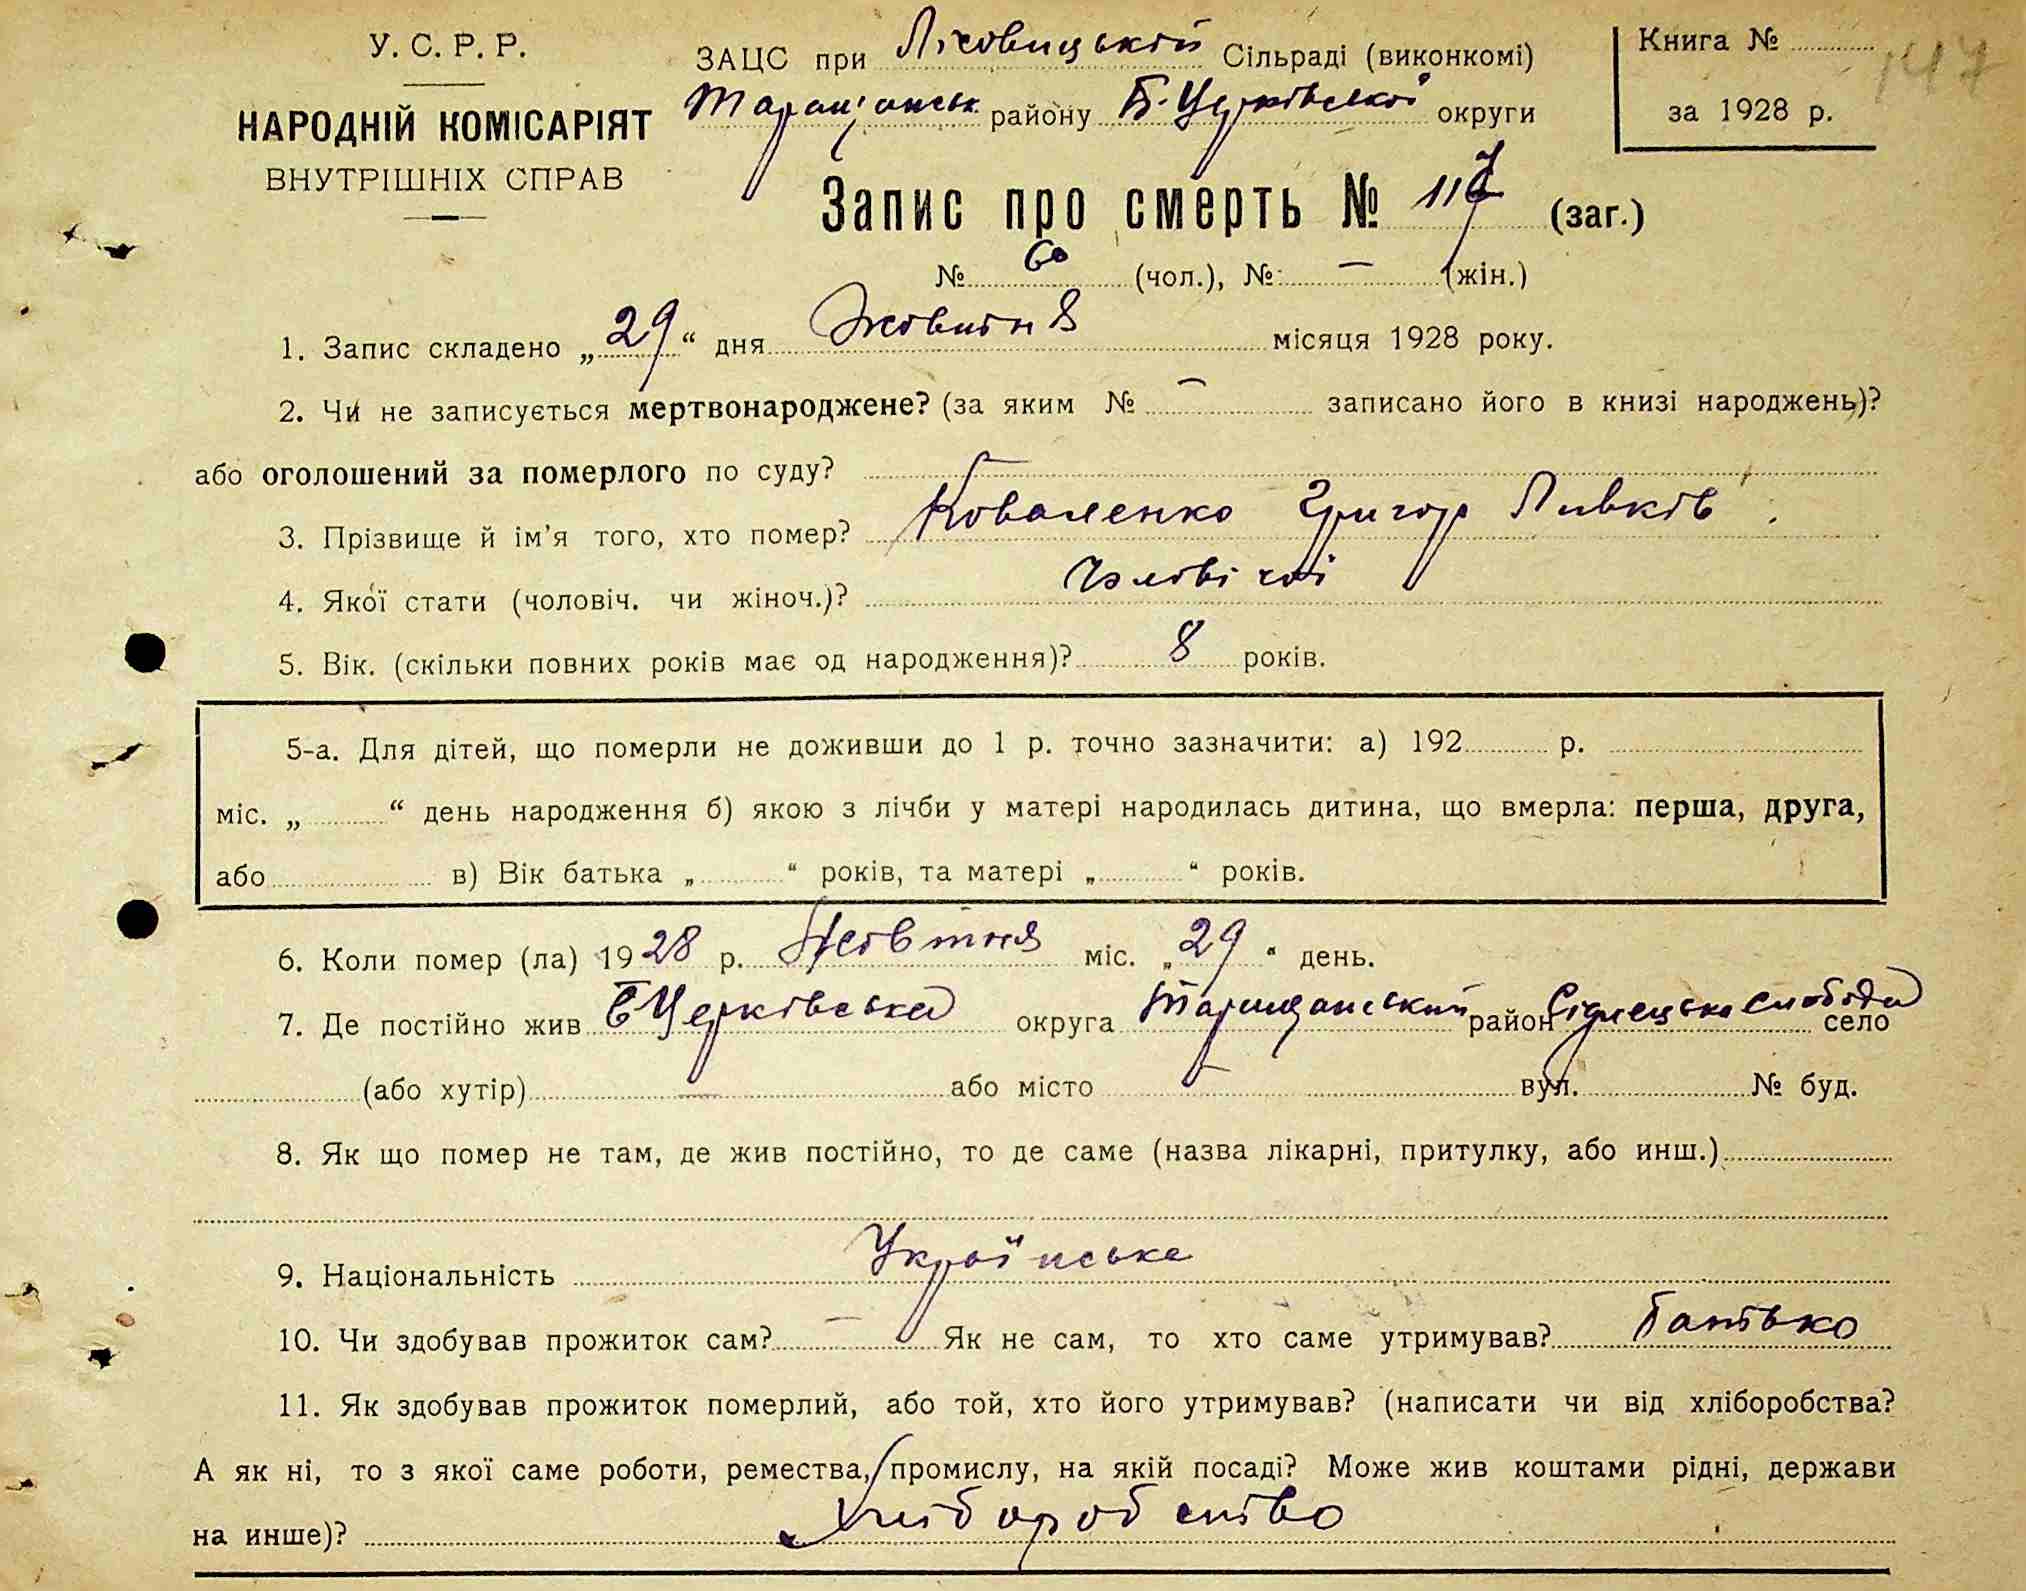 У. С. Р. Р.
НАРОДНІЙ КОМІСАРІЯТ
ВНУТРІШНІХ СПРАВ
ЗАЦС при Лісовицькій Сільраді (виконкомі)
Таращанськ району Б-Церківської округи
Книга №
147
за 1928 р.
Запис про смерть № 117 (заг.)
№ 60 (чол.), № — (жін.)
1. Запис складено „29“ дня Жовтня місяця 1928 року.
2. Чи не записується мертвонароджене? (за яким № — записано його в книзі народжень)?
або оголошений за померлого по суду? —
3. Прізвище й ім'я того, хто помер? Коваленко Григор
4. Якої стати (чоловіч. чи жіноч.)? Чоловічої
5. Вік. (скільки повних років має од народження)? 8 років.
5-а. Для дітей, що померли не доживши до 1 р. точно зазначити: а) 192 р.
міс. „ “ день народження б) якою з лічби у матері народилась дитина, що вмерла: перша, друга,
або в) Вік батька „ “ років, та матері „ “ років.
6. Коли помер (ла) 1928 р. Жовтня міс. „29“ день.
7. Де постійно жив БЦерківська округа Таращанський район слобода село
(або хутір) — або місто — вул. № буд.
8. Як що помер не там, де жив постійно, то де саме (назва лікарні, притулку, або инш.)
9. Національність Українська
10. Чи здобував прожиток сам? — Як не сам, то хто саме утримував? Батько
11. Як здобував прожиток померлий, або той, хто його утримував? (написати чи від хліборобства?
А як ні, то з якої саме роботи, ремества, промислу, на якій посаді? Може жив коштами рідні, держави
на инше)? Хліборобство